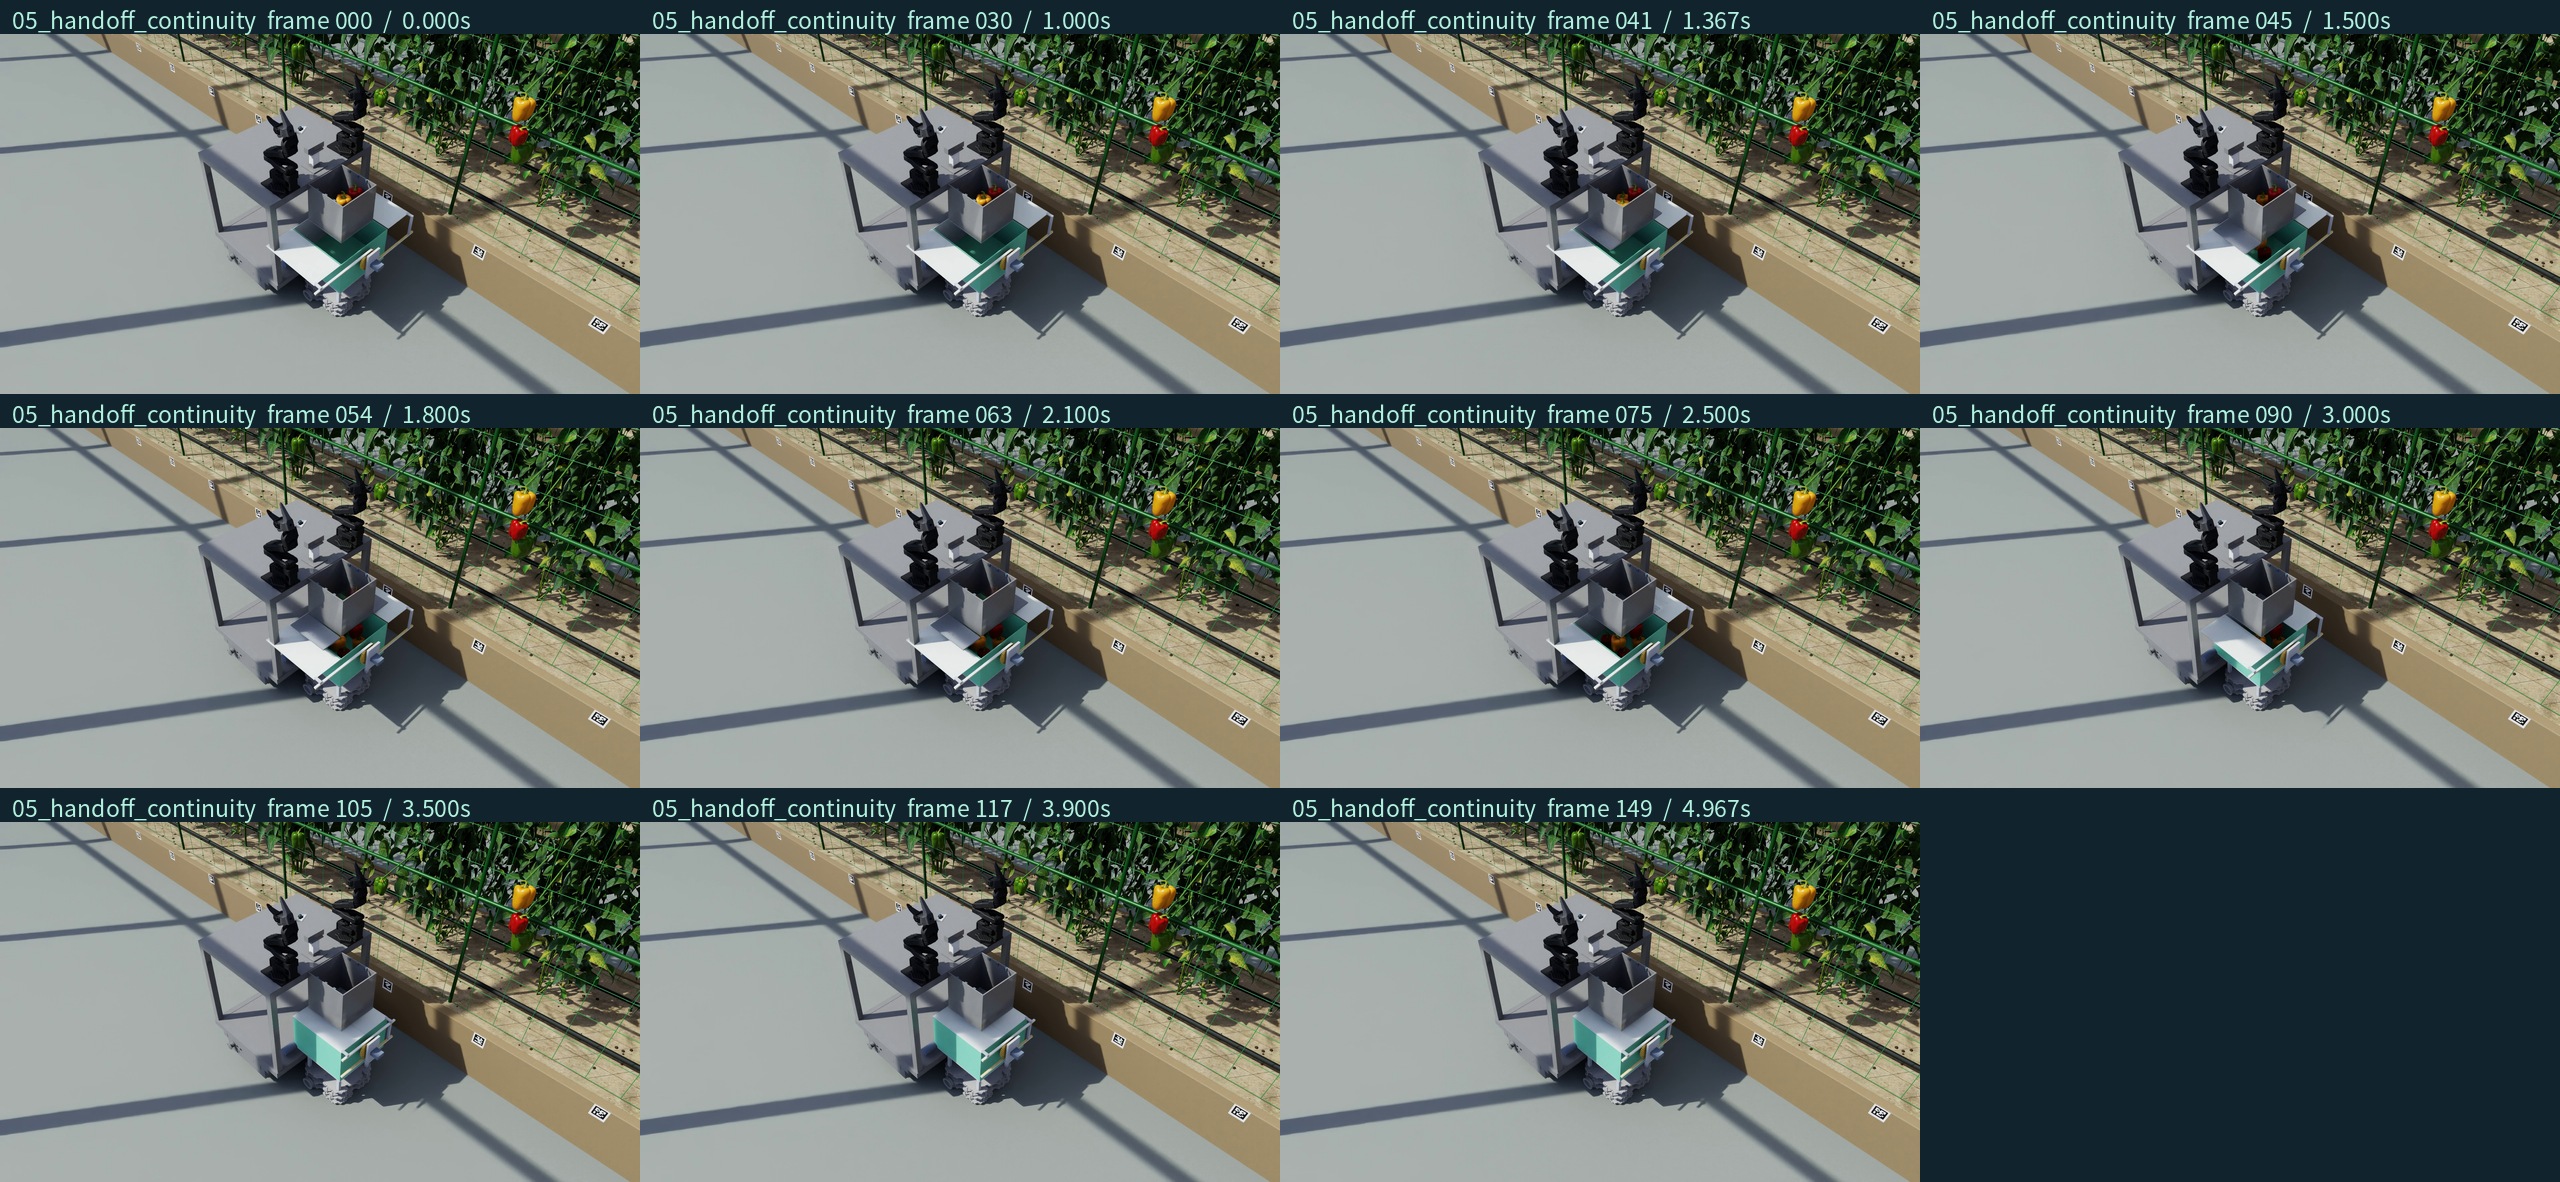 05_handoff_continuity frame 000 / 0.000s
05_handoff_continuity frame 030 / 1.000s
05_handoff_continuity frame 041 / 1.367s
05_handoff_continuity frame 045 / 1.500s
05_handoff_continuity frame 054 / 1.800s
05_handoff_continuity frame 063 / 2.100s
05_handoff_continuity frame 075 / 2.500s
05_handoff_continuity frame 090 / 3.000s
05_handoff_continuity frame 105 / 3.500s
05_handoff_continuity frame 117 / 3.900s
05_handoff_continuity frame 149 / 4.967s